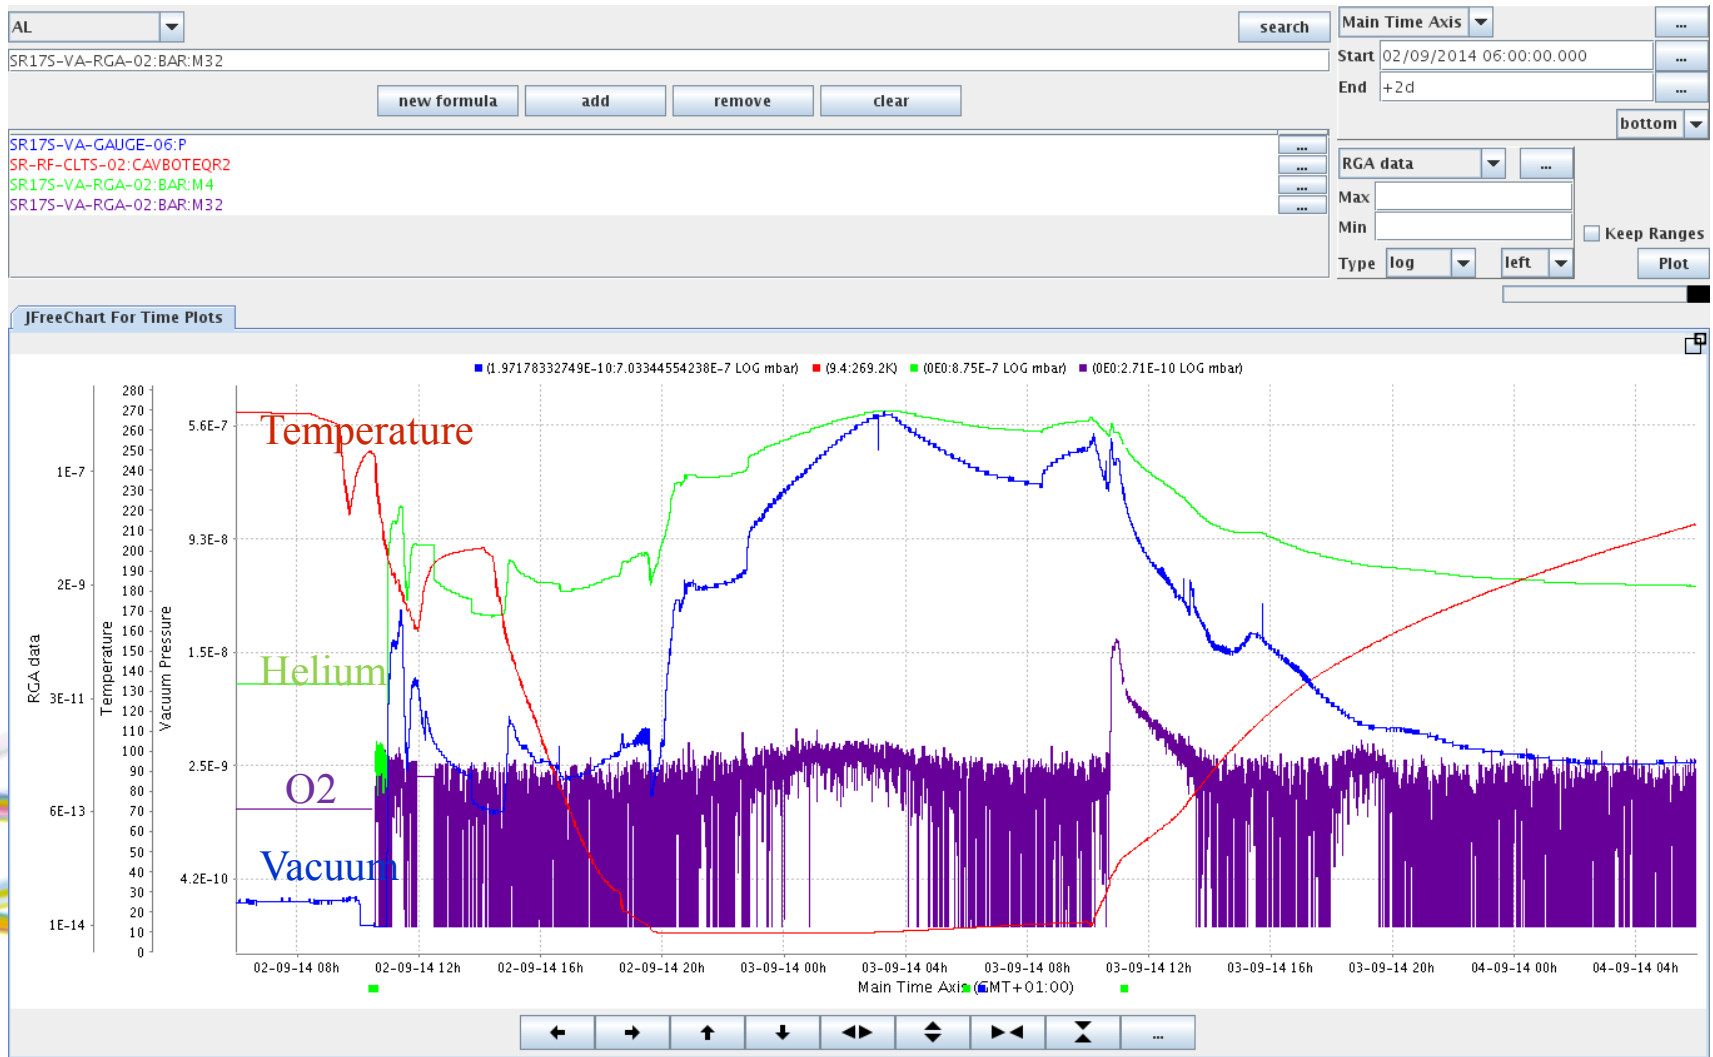 AL
search
SR17S-VA-RGA-02:BAR:M32
new formula add remove clear
SR17S-VA-GAUGE-06:P ...
SR-RF-CLTS-02:CAVBOTEQR2 ...
SR17S-VA-RGA-02:BAR:M4 ...
SR17S-VA-RGA-02:BAR:M32 ...
Main Time Axis ...
Start 02/09/2014 06:00:00.000 ...
End +2d ...
bottom
RGA data ...
Max
Min
Keep Ranges
Type log left Plot
JFreeChart For Time Plots
(1.97178332749E-10:7.03344554238E-7 LOG mbar) (9.4:269.2K) (0E0:8.75E-7 LOG mbar) (0E0:2.71E-10 LOG mbar)
RGA data
1E-7
2E-9
3E-11
6E-13
1E-14
Temperature
280
270
260
250
240
230
220
210
200
190
180
170
160
150
140
130
120
110
100
90
80
70
60
50
40
30
20
10
0
Vacuum Pressure
5.6E-7
9.3E-8
1.5E-8
2.5E-9
4.2E-10
Temperature
Helium
O2
Vacuum
02-09-14 08h 02-09-14 12h 02-09-14 16h 02-09-14 20h 03-09-14 00h 03-09-14 04h 03-09-14 08h 03-09-14 12h 03-09-14 16h 03-09-14 20h 04-09-14 00h 04-09-14 04h
Main Time Axis (GMT+01:00)
...